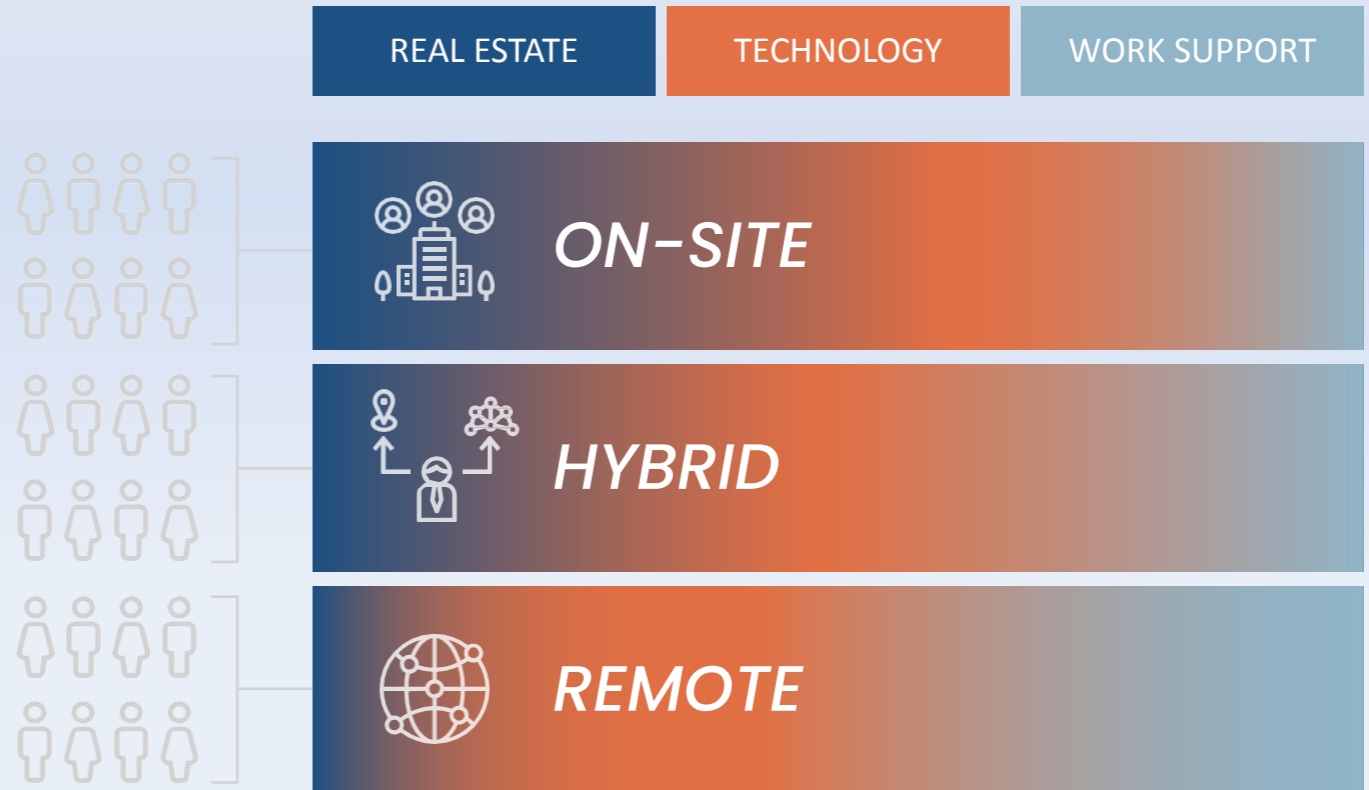 REAL ESTATE
TECHNOLOGY
WORK SUPPORT
ON-SITE
HYBRID
REMOTE